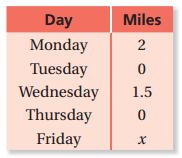 Day Miles
Monday 2
Tuesday 0
Wednesday 1.5
Thursday 0
Friday x